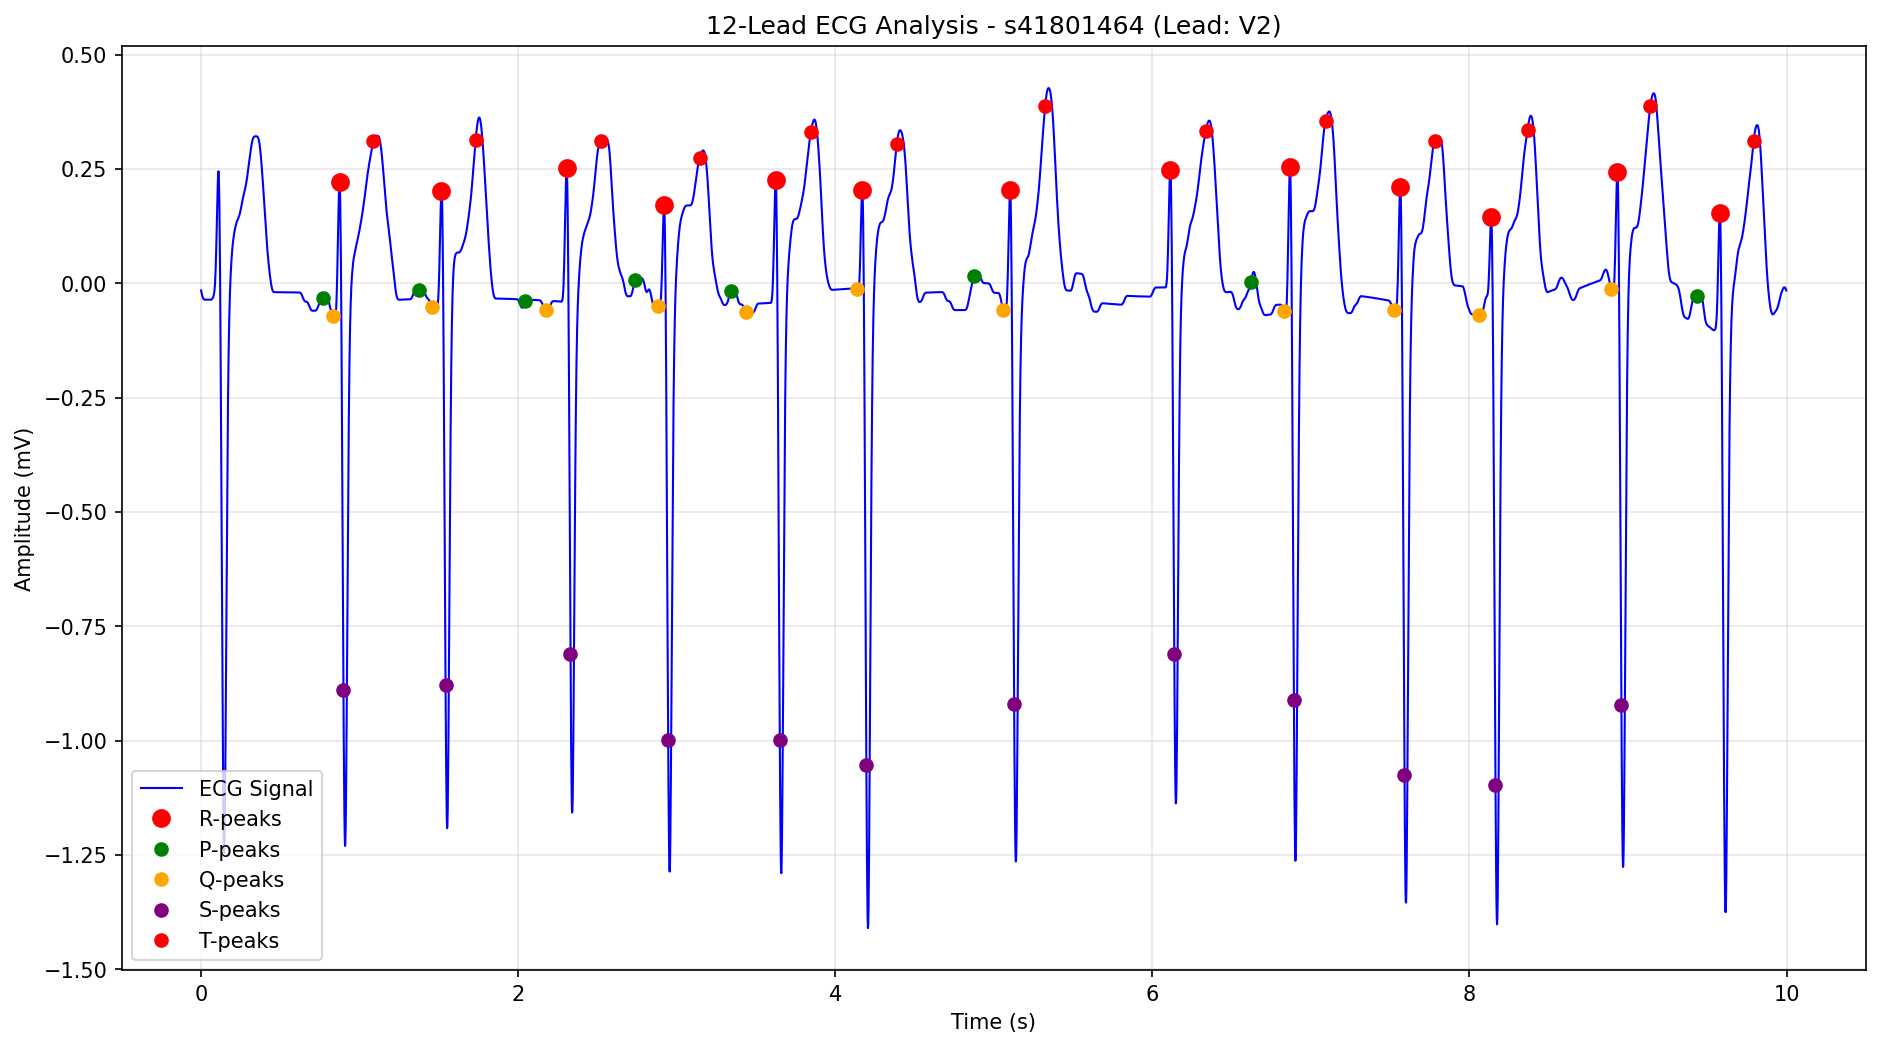 12-Lead ECG Analysis - s41801464 (Lead: V2)
0.50
0.25
0.00
−0.25
−0.50
−0.75
−1.00
−1.25
−1.50
Amplitude (mV)
ECG Signal
R-peaks
P-peaks
Q-peaks
S-peaks
T-peaks
0 2 4 6 8 10
Time (s)